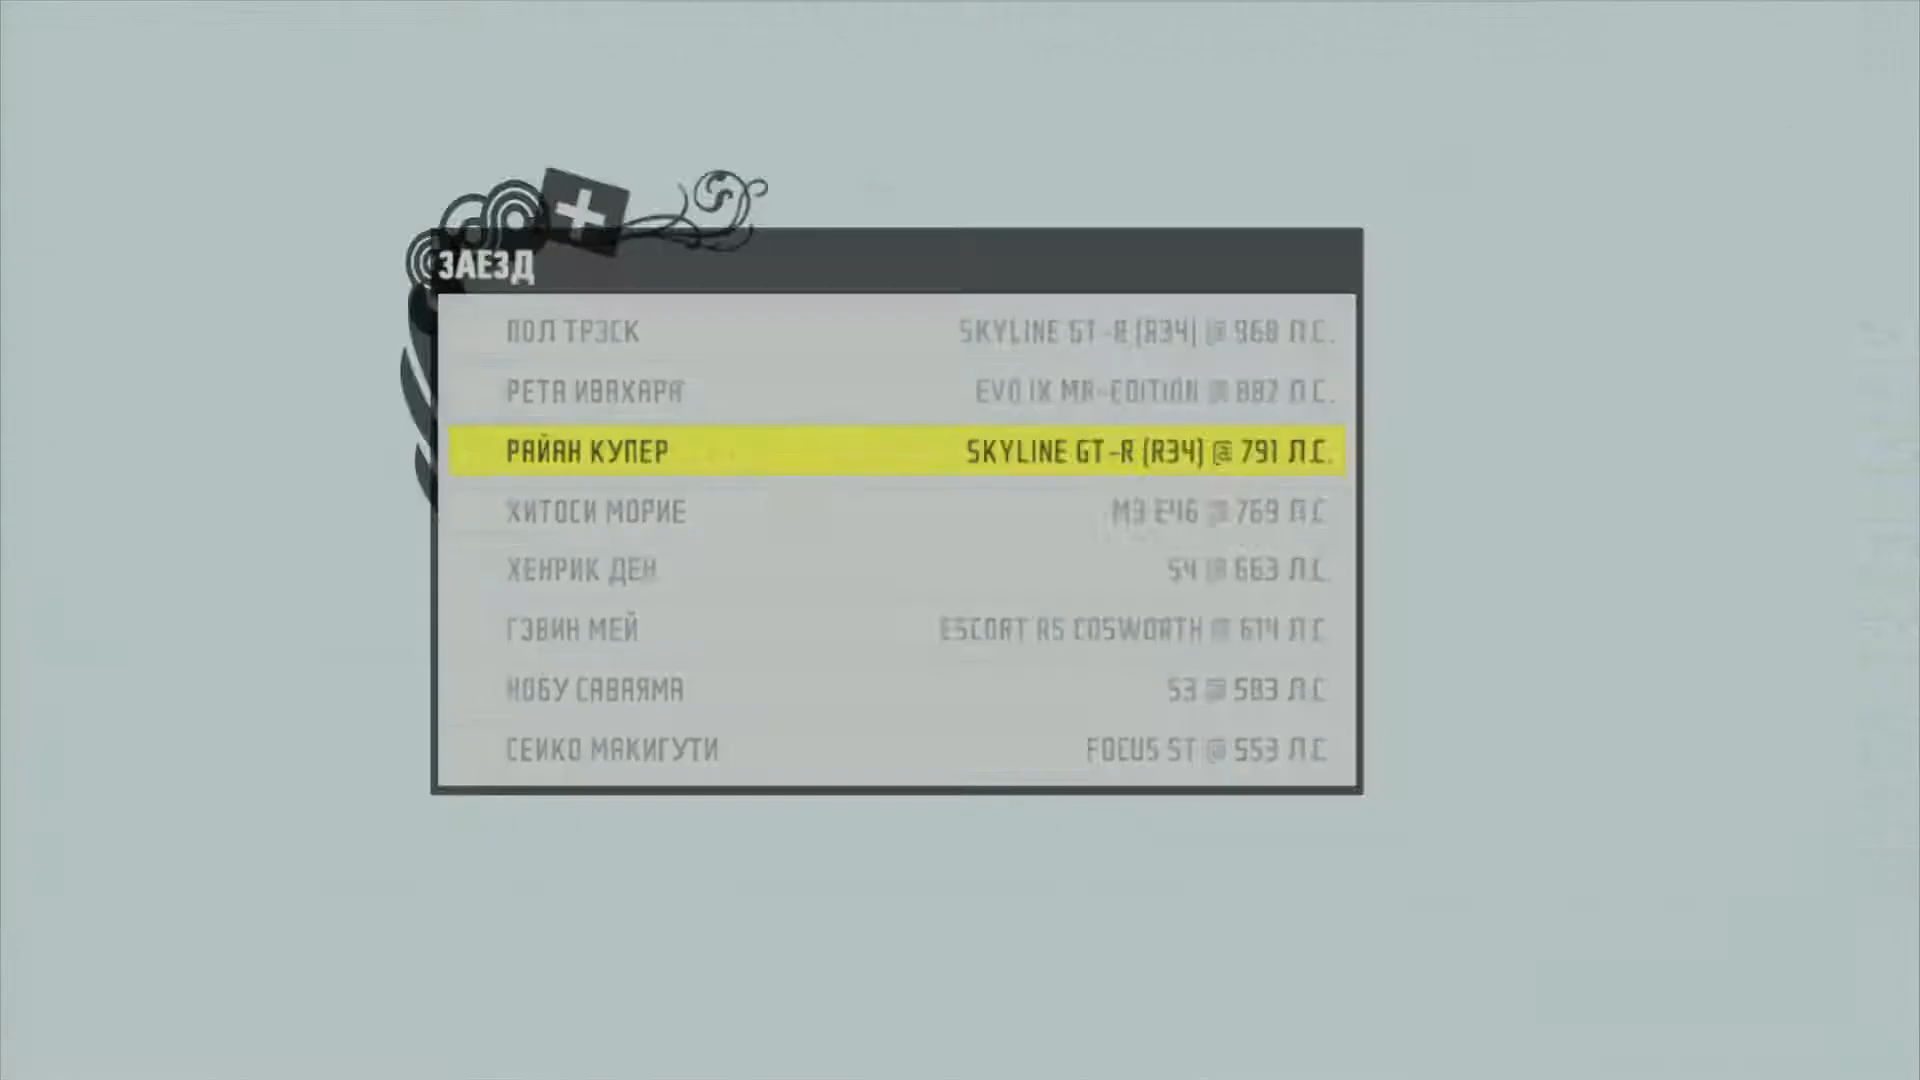 ЗАЕЗД
ПОЛ ТРЭСК SKYLINE GT-R (R34) @ 968 Л.С.
РЕТА ИВАХАРА EVO IX MR-EDITION @ 887 Л.С.
РАЙАН КУПЕР SKYLINE GT-R (R34) @ 791 Л.С.
ХИТОСИ МОРИЕ M3 E46 @ 769 Л.С.
ХЕНРИК ДЕН S4 @ 663 Л.С.
ГЭВИН МЕЙ ESCORT RS COSWORTH @ 614 Л.С.
НОБУ САВАЯМА S3 @ 583 Л.С.
СЕИКО МАКИГУТИ FOCUS ST @ 553 Л.С.